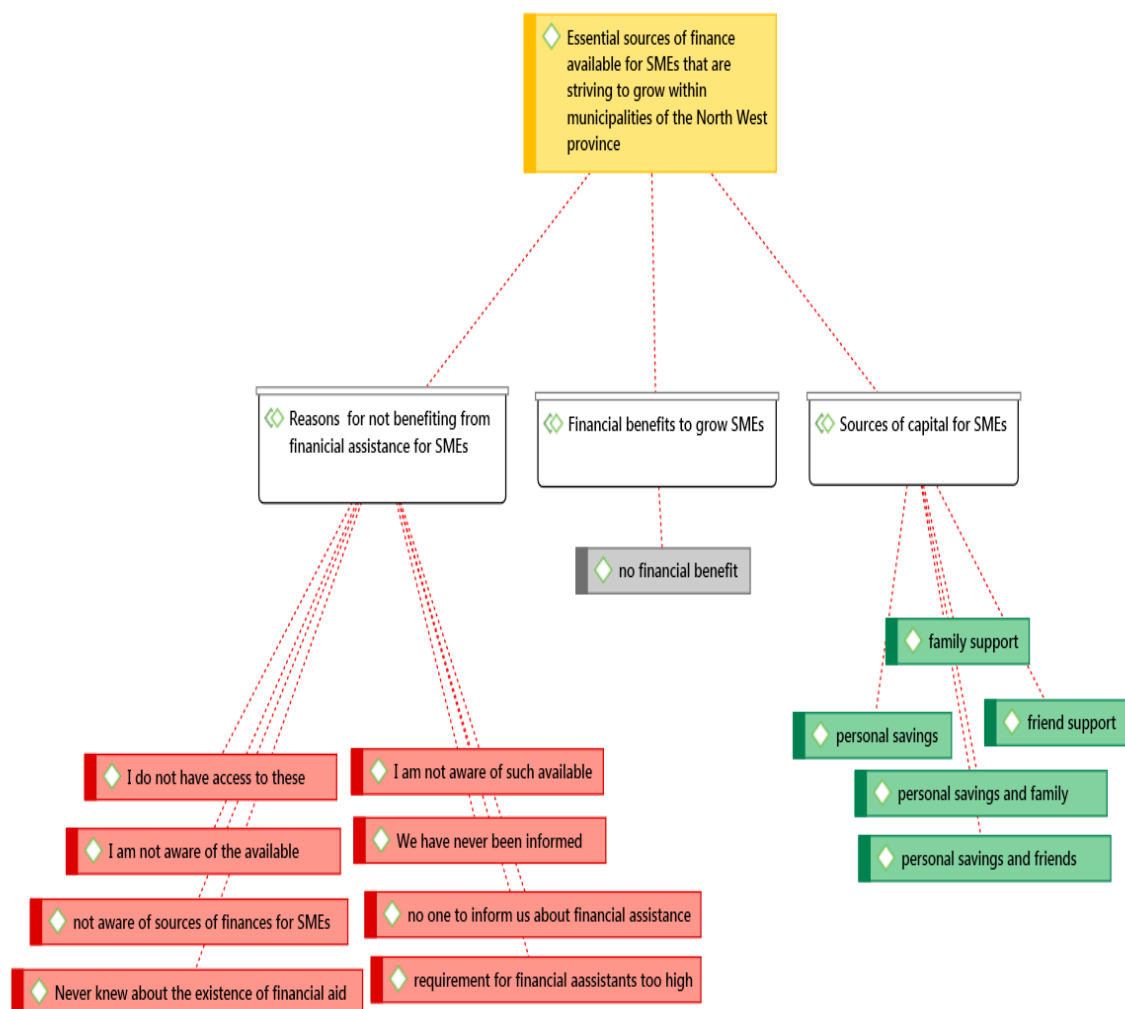 Essential sources of finance
available for SMEs that are
striving to grow within
municipalities of the North West
province
Reasons for not benefiting from
finanicial assistance for SMEs
Financial benefits to grow SMEs
Sources of capital for SMEs
no financial benefit
family support
personal savings
friend support
personal savings and family
personal savings and friends
I do not have access to these
I am not aware of such available
I am not aware of the available
We have never been informed
not aware of sources of finances for SMEs
no one to inform us about financial assistance
Never knew about the existence of financial aid
requirement for financial aassistants too high